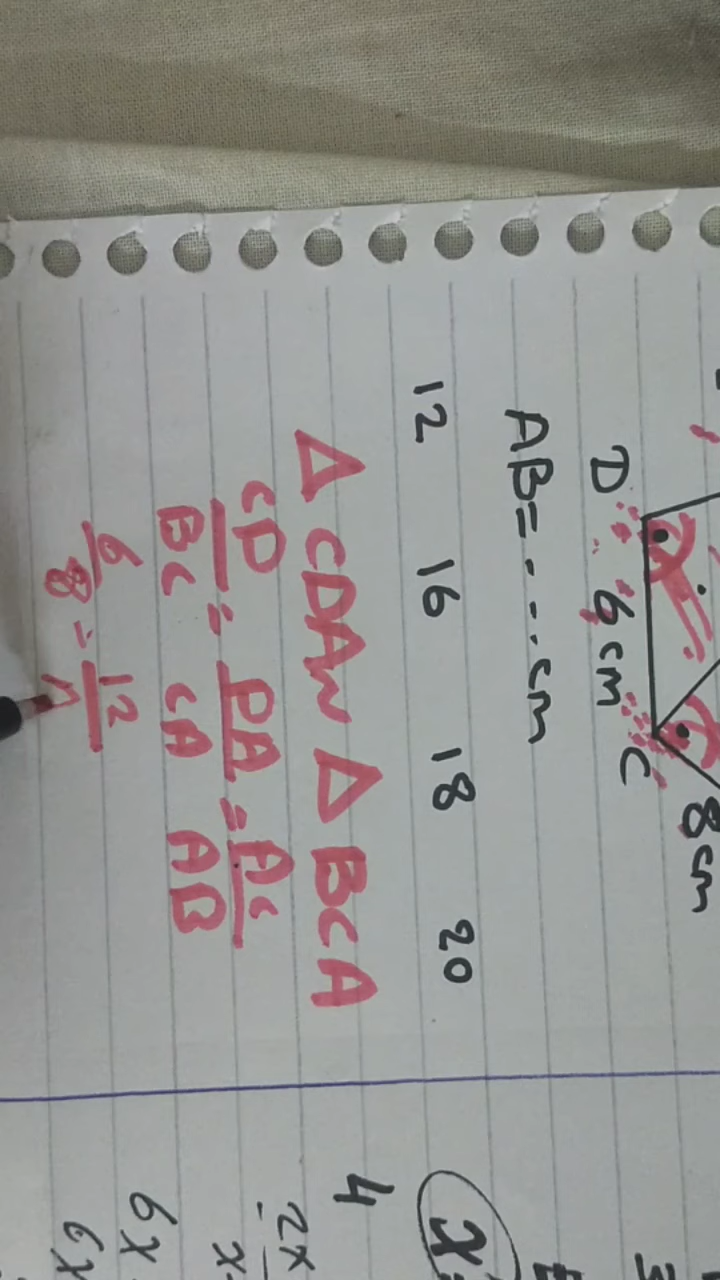 D 6cm C 8cm
AB=....cm
12 16 18 20
Δ CDA ~ Δ BCA
CD/BC = DA/CA = AC/AB
6/8 = 12/
4
2x
6x
6x